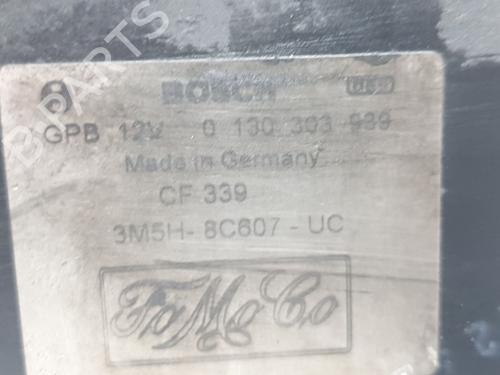 BOSCH
GPB 12V 0 130 303 939
Made in Germany
CF 339
3M5H-8C607-UC
FoMoCo